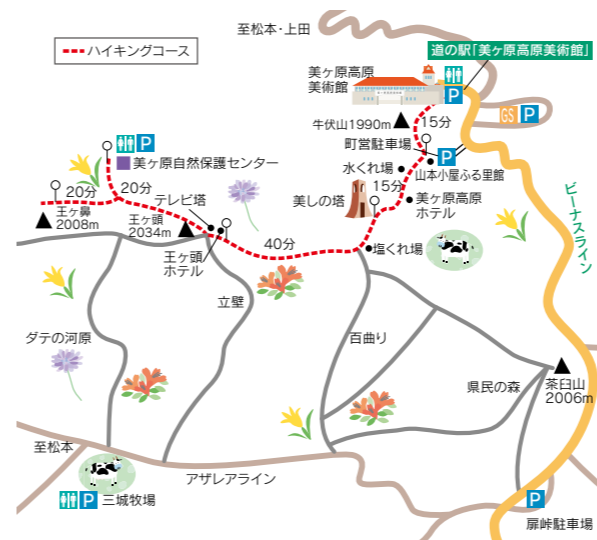 ハイキングコース
至松本・上田
道の駅「美ヶ原高原美術館」
美ヶ原高原
美術館
P
GS P
牛伏山1990m
15分
町営駐車場
P
P
美ヶ原自然保護センター
水くれ場
山本小屋ふる里館
20分
20分
15分
美しの塔
美ヶ原高原
ホテル
テレビ塔
王ヶ鼻
2008m
王ヶ頭
2034m
ビーナスライン
40分
塩くれ場
王ヶ頭
ホテル
立壁
ダテの河原
百曲り
県民の森
茶臼山
2006m
至松本
アザレアライン
P
三城牧場
P
扉峠駐車場